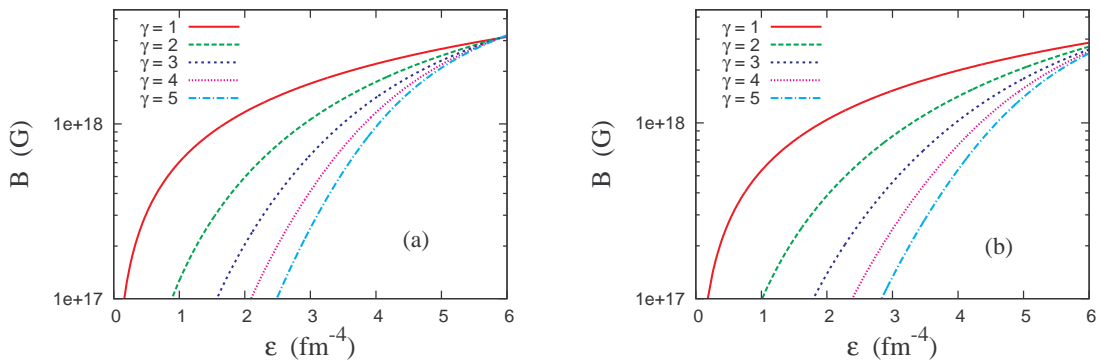 γ = 1
γ = 2
γ = 3
γ = 4
γ = 5
1e+18
1e+17
B (G)
(a)
0 1 2 3 4 5 6
ε (fm-4)
γ = 1
γ = 2
γ = 3
γ = 4
γ = 5
1e+18
1e+17
B (G)
(b)
0 1 2 3 4 5 6
ε (fm-4)